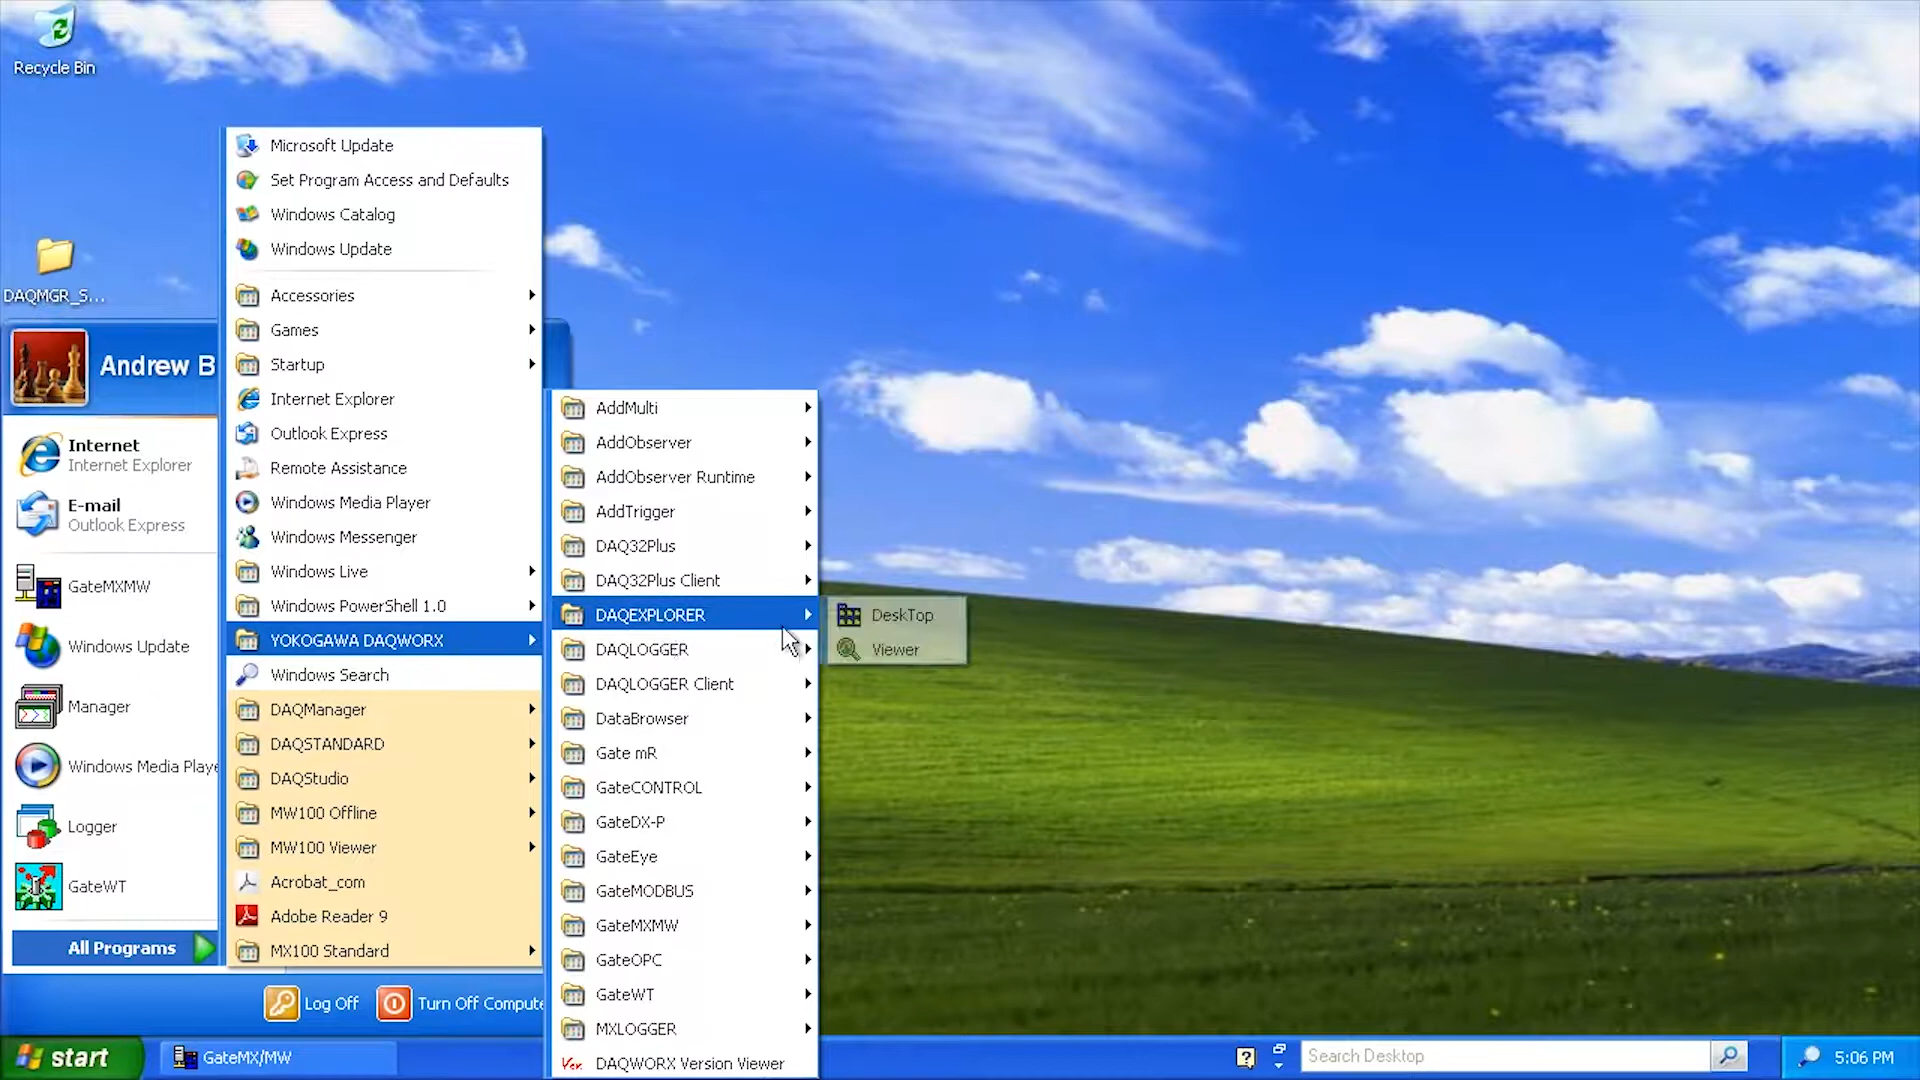 Recycle Bin
DAQMGR_S...
Andrew B
Internet
Internet Explorer
E-mail
Outlook Express
GateMXMW
Windows Update
Manager
Windows Media Playe
Logger
GateWT
All Programs
Log Off
Turn Off Compute
Microsoft Update
Set Program Access and Defaults
Windows Catalog
Windows Update
Accessories
Games
Startup
Internet Explorer
Outlook Express
Remote Assistance
Windows Media Player
Windows Messenger
Windows Live
Windows PowerShell 1.0
YOKOGAWA DAQWORX
Windows Search
DAQManager
DAQSTANDARD
DAQStudio
MW100 Offline
MW100 Viewer
Acrobat_com
Adobe Reader 9
MX100 Standard
AddMulti
AddObserver
AddObserver Runtime
AddTrigger
DAQ32Plus
DAQ32Plus Client
DAQEXPLORER
DAQLOGGER
DAQLOGGER Client
DataBrowser
Gate mR
GateCONTROL
GateDX-P
GateEye
GateMODBUS
GateMXMW
GateOPC
GateWT
MXLOGGER
Ver. DAQWORX Version Viewer
DeskTop
Viewer
start
GateMX/MW
Search Desktop
5:06 PM